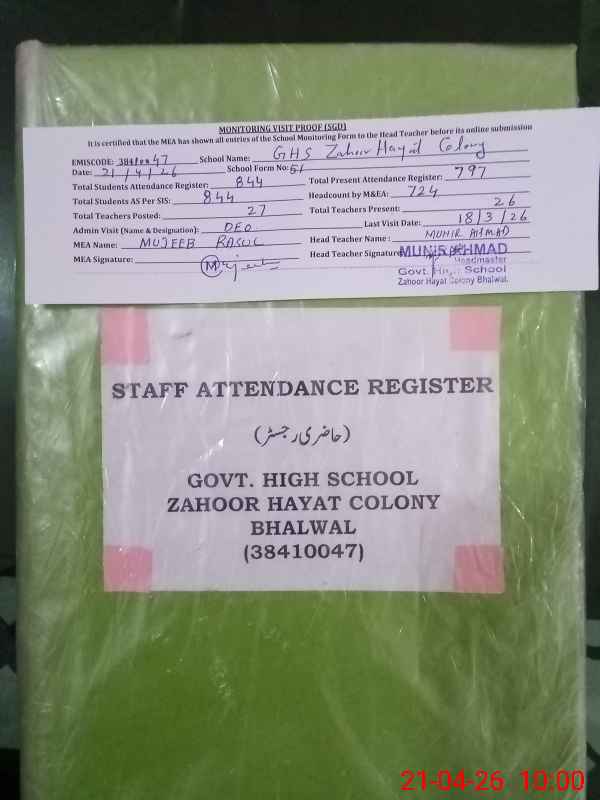 MONITORING VISIT PROOF (SGD)
It is certified that the MEA has shown all entries of the School Monitoring Form to the Head Teacher before its online submission
EMISCODE: 38410047 School Name: GHS Zahoor Hayat Colony
Date: 21/4/26 School Form No: 51
Total Students Attendance Register: 844 Total Present Attendance Register: 797
Total Students AS Per SIS: 844 Headcount by M&EA: 724
Total Teachers Posted: 27 Total Teachers Present: 26
Admin Visit (Name & Designation): DEO Last Visit Date: 18/3/26
MEA Name: MUJEEB RASUL Head Teacher Name: MUNIR AHMAD
MEA Signature: Head Teacher Signature
MUNIR AHMAD
Headmaster
Govt. High School
Zahoor Hayat Colony Bhalwal.
STAFF ATTENDANCE REGISTER
(حاضری رجسٹر)
GOVT. HIGH SCHOOL
ZAHOOR HAYAT COLONY
BHALWAL
(38410047)
21-04-26 10:00